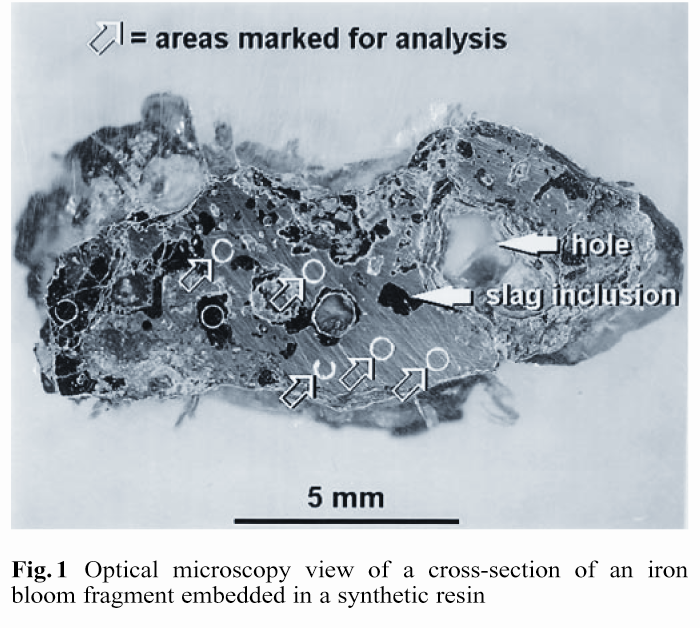 = areas marked for analysis
hole
slag inclusion
5 mm
Fig. 1 Optical microscopy view of a cross-section of an iron
bloom fragment embedded in a synthetic resin